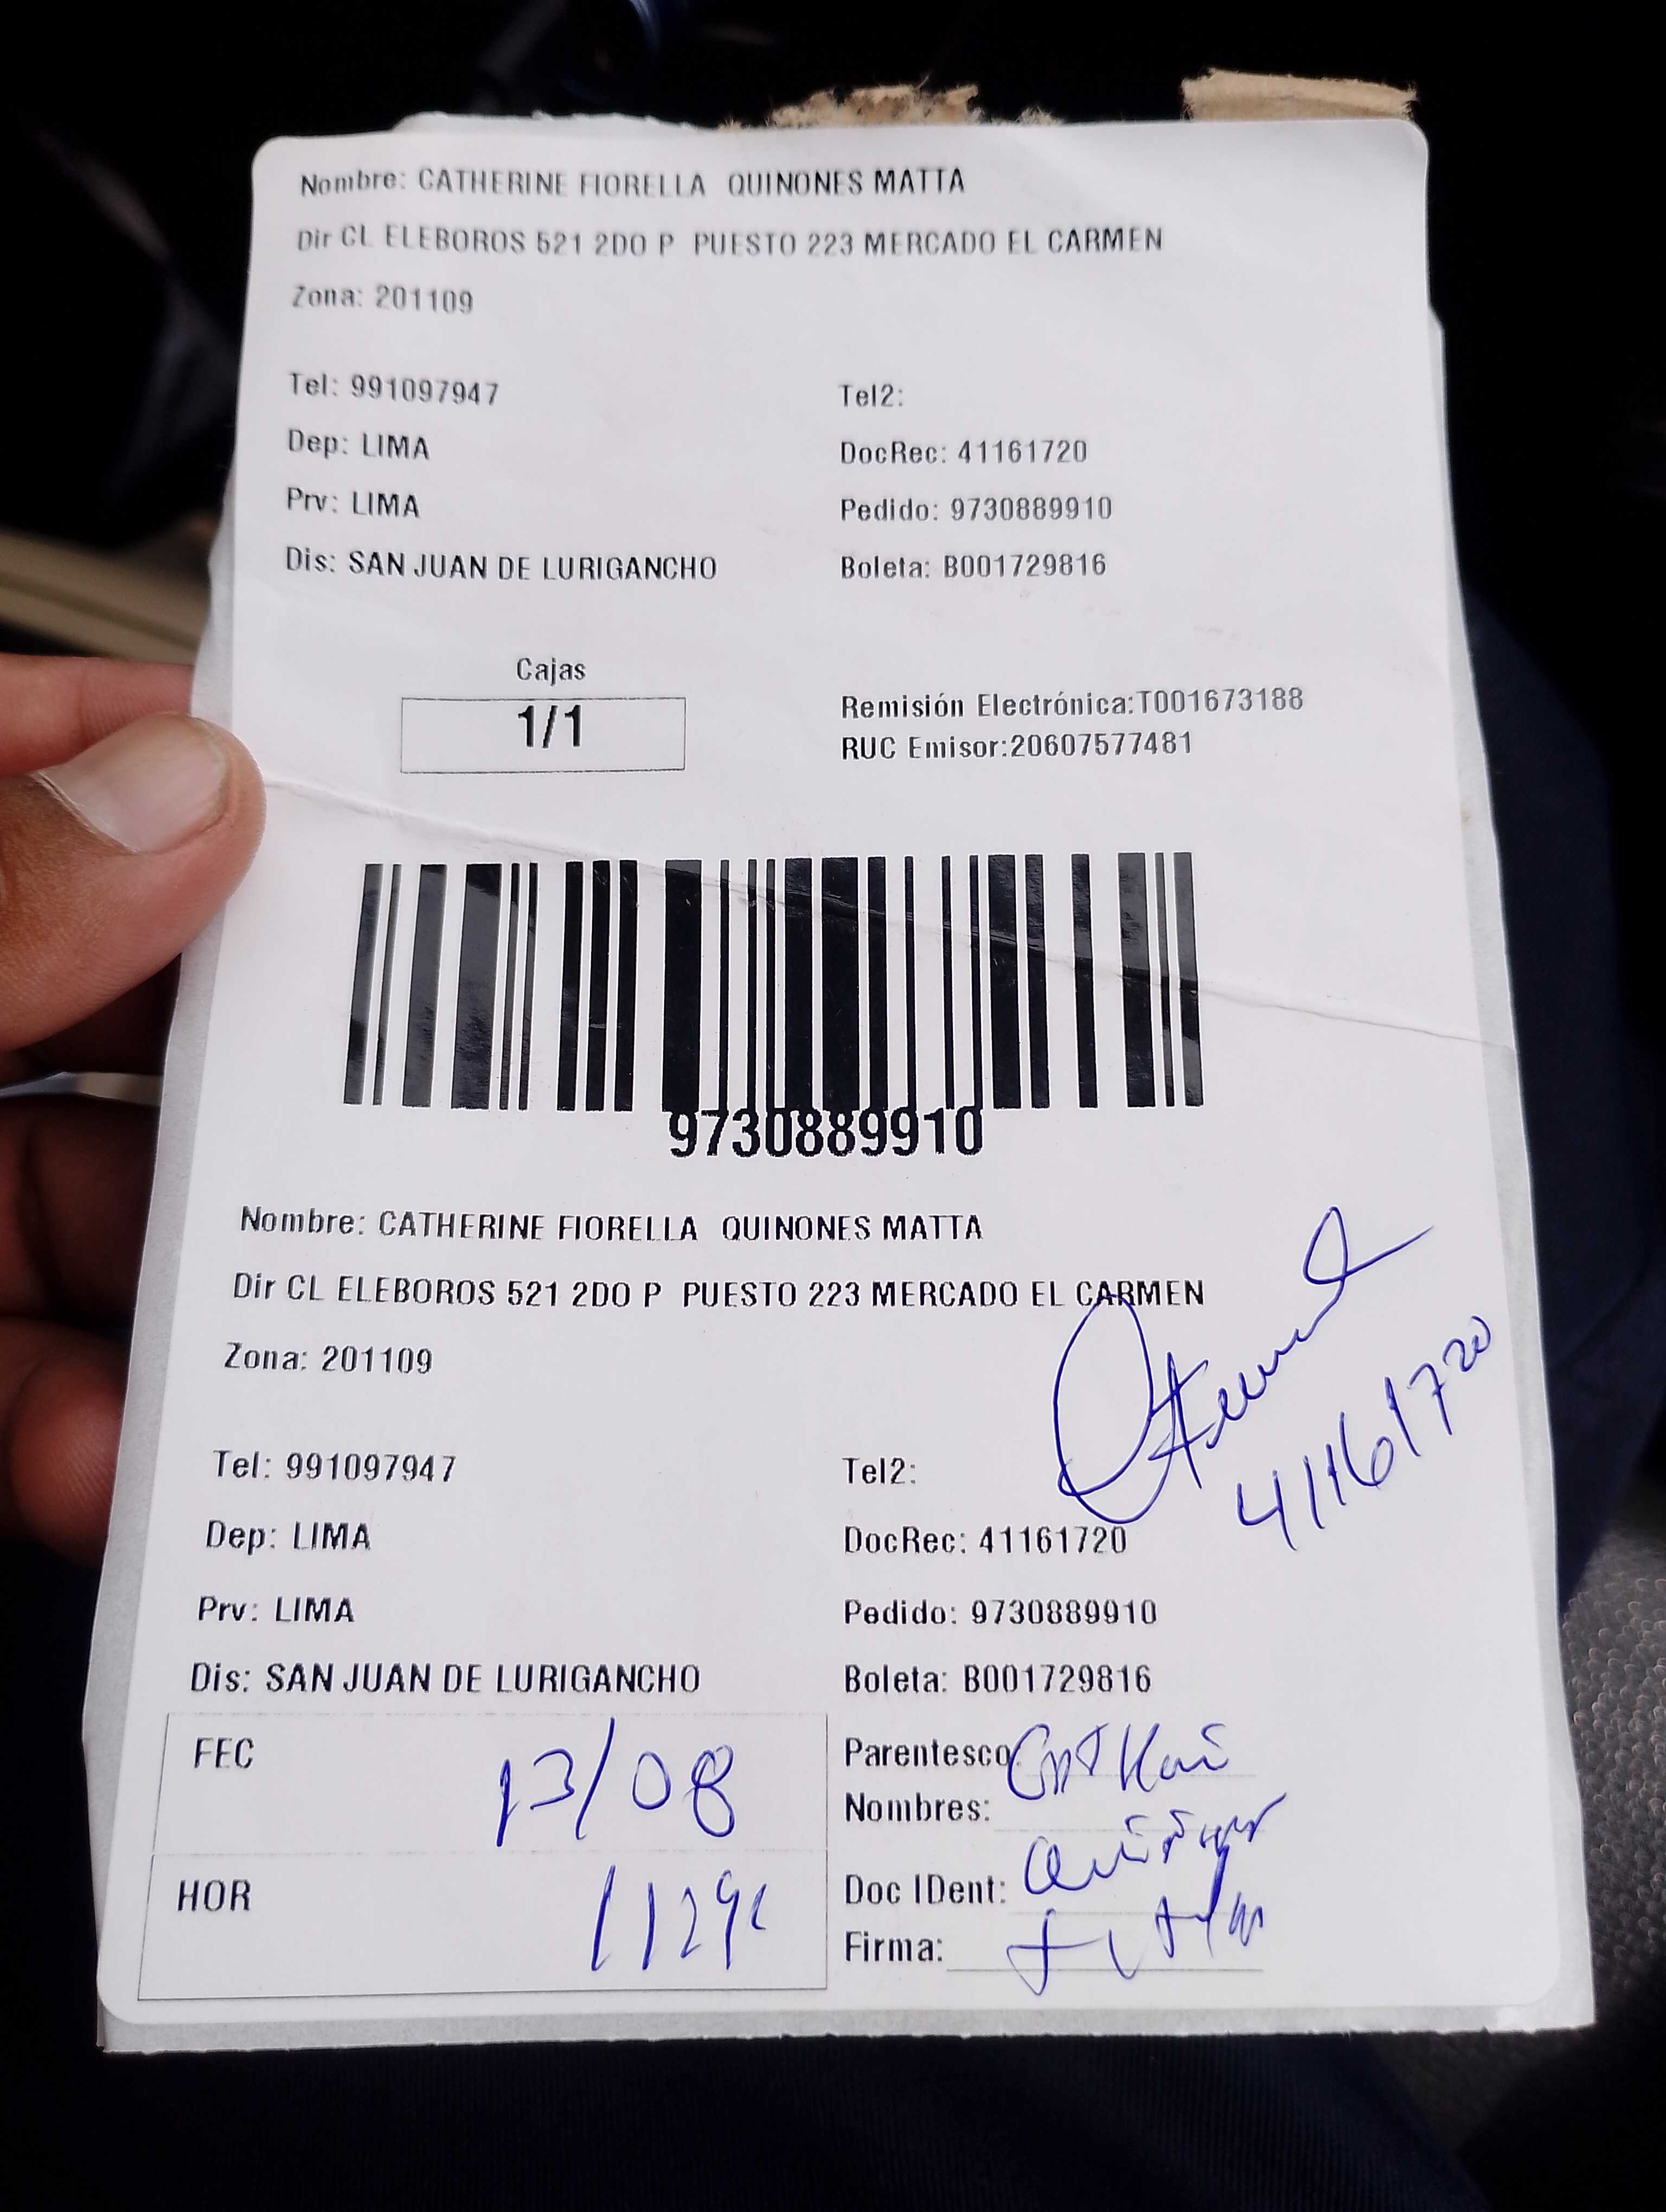 Nombre: CATHERINE FIORELLA QUINONES MATTA
Dir CL ELEBOROS 521 2DO P PUESTO 223 MERCADO EL CARMEN
Zona: 201109
Tel: 991097947 Tel2:
Dep: LIMA DocRec: 41161720
Prv: LIMA Pedido: 9730889910
Dis: SAN JUAN DE LURIGANCHO Boleta: B001729816
Cajas
1/1
Remisión Electrónica:T001673188
RUC Emisor:20607577481
9730889910
Nombre: CATHERINE FIORELLA QUINONES MATTA
Dir CL ELEBOROS 521 2DO P PUESTO 223 MERCADO EL CARMEN
Zona: 201109
41161720
Tel: 991097947 Tel2:
Dep: LIMA DocRec: 41161720
Prv: LIMA Pedido: 9730889910
Dis: SAN JUAN DE LURIGANCHO Boleta: B001729816
FEC 13/08
HOR
Parentesco:
Nombres:
Doc IDent:
Firma: